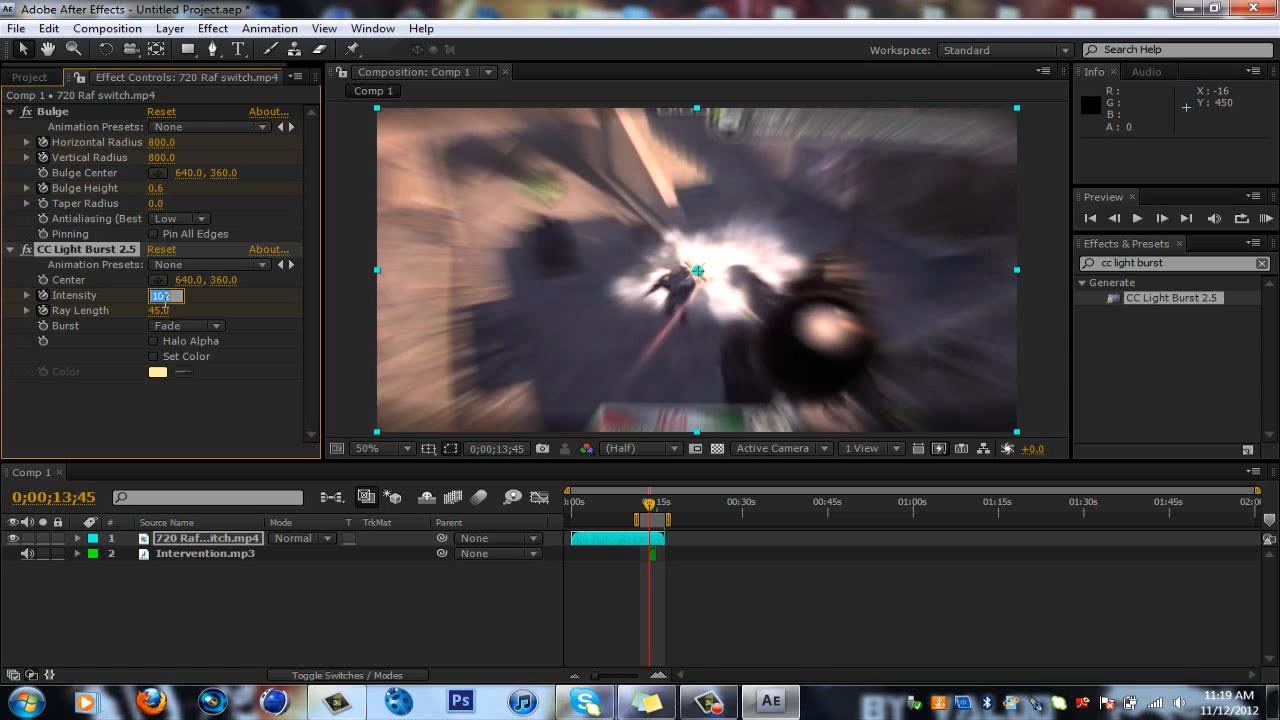 Adobe After Effects - Untitled Project.aep *
File Edit Composition Layer Effect Animation View Window Help
Workspace: Standard Search Help
Project Effect Controls: 720 Raf switch.mp4
Comp 1 • 720 Raf switch.mp4
Bulge Reset About...
Animation Presets: None
Horizontal Radius 800.0
Vertical Radius 800.0
Bulge Center 640.0, 360.0
Bulge Height 0.6
Taper Radius 0.0
Antialiasing (Best Low
Pinning Pin All Edges
CC Light Burst 2.5 Reset About...
Animation Presets: None
Center 640.0, 360.0
Intensity
Ray Length 45.0
Burst Fade
Halo Alpha
Set Color
Color
Composition: Comp 1
Comp 1
50% 0;00;13;45 (Half) Active Camera 1 View +0.0
Info Audio
R: X: -16
G: Y: 450
B:
A: 0
Preview
Effects & Presets
cc light burst
Generate
CC Light Burst 2.5
Comp 1
0;00;13;45
:00s 15s 00:30s 00:45s 01:00s 01:15s 01:30s 01:45s 02:0
# Source Name Mode T TrkMat Parent
1 720 Raf...itch.mp4 Normal None
2 Intervention.mp3 None
Toggle Switches / Modes
Ps AE
11:19 AM
11/12/2012